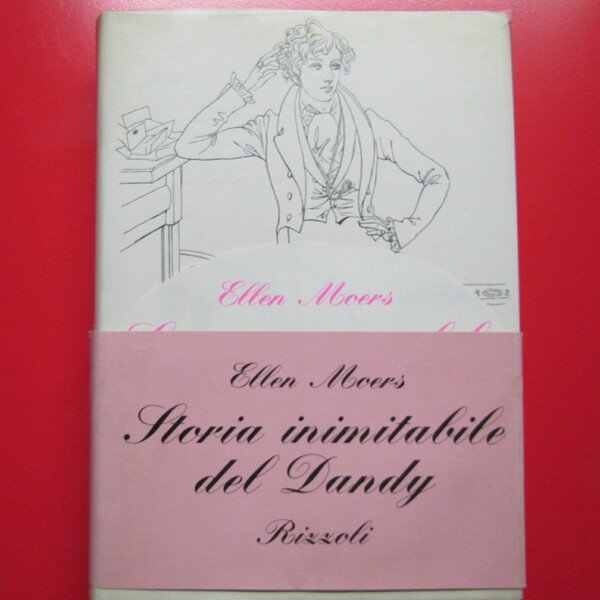 Ellen Moers
Ellen Moers
Storia inimitabile
del Dandy
Rizzoli